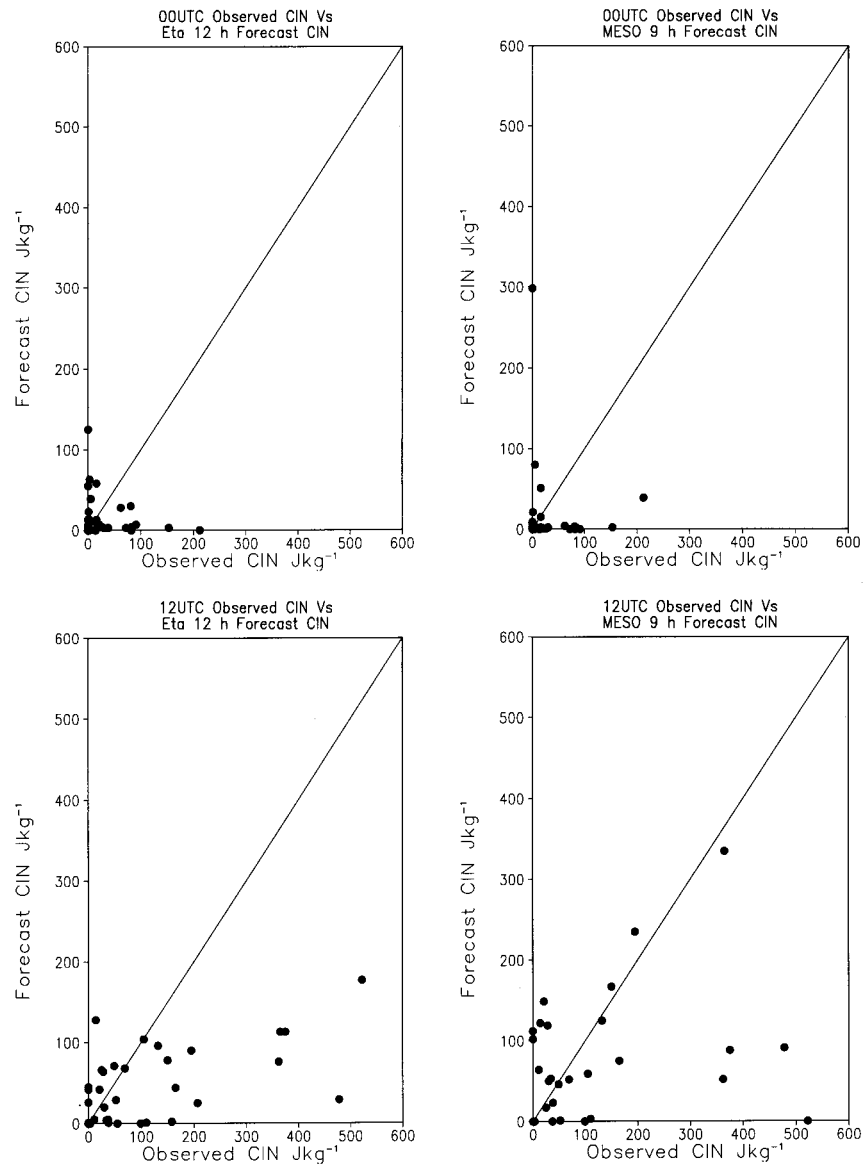 00UTC Observed CIN Vs
Eta 12 h Forecast CIN
600
500
400
300
200
100
0
Forecast CIN Jkg⁻¹
0 100 200 300 400 500 600
Observed CIN Jkg⁻¹
00UTC Observed CIN Vs
MESO 9 h Forecast CIN
600
500
400
300
200
100
0
Forecast CIN Jkg⁻¹
0 100 200 300 400 500 600
Observed CIN Jkg⁻¹
12UTC Observed CIN Vs
Eta 12 h Forecast CIN
600
500
400
300
200
100
0
Forecast CIN Jkg⁻¹
0 100 200 300 400 500 600
Observed CIN Jkg⁻¹
12UTC Observed CIN Vs
MESO 9 h Forecast CIN
600
500
400
300
200
100
0
Forecast CIN Jkg⁻¹
0 100 200 300 400 500 600
Observed CIN Jkg⁻¹